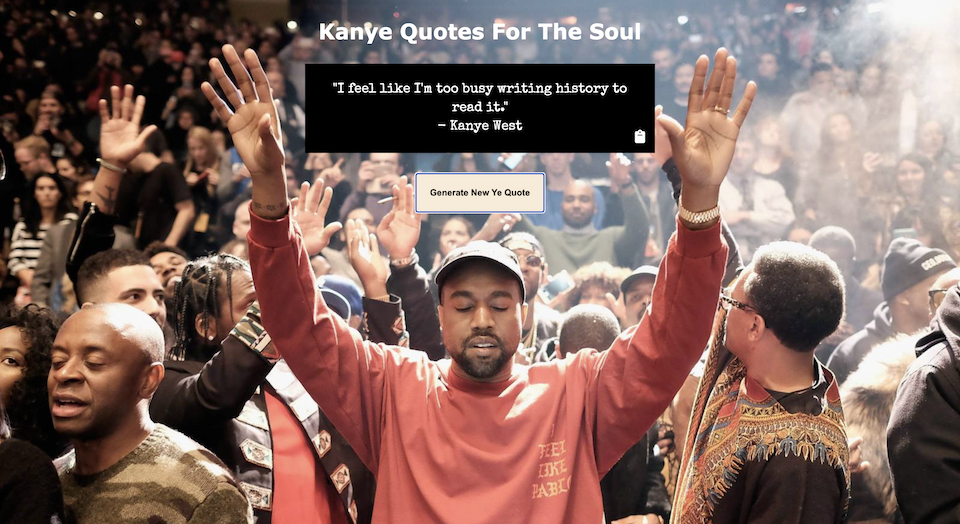 Kanye Quotes For The Soul
"I feel like I'm too busy writing history to
read it."
– Kanye West
Generate New Ye Quote
FEEL
LIKE
PABLO